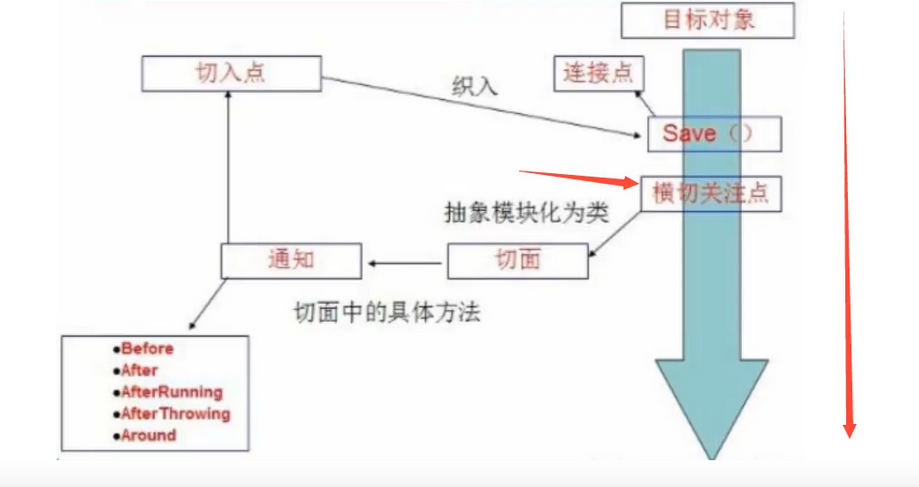 目标对象
切入点
连接点
织入
Save（）
横切关注点
抽象模块化为类
通知
切面
切面中的具体方法
●Before
●After
●AfterRunning
●AfterThrowing
●Around